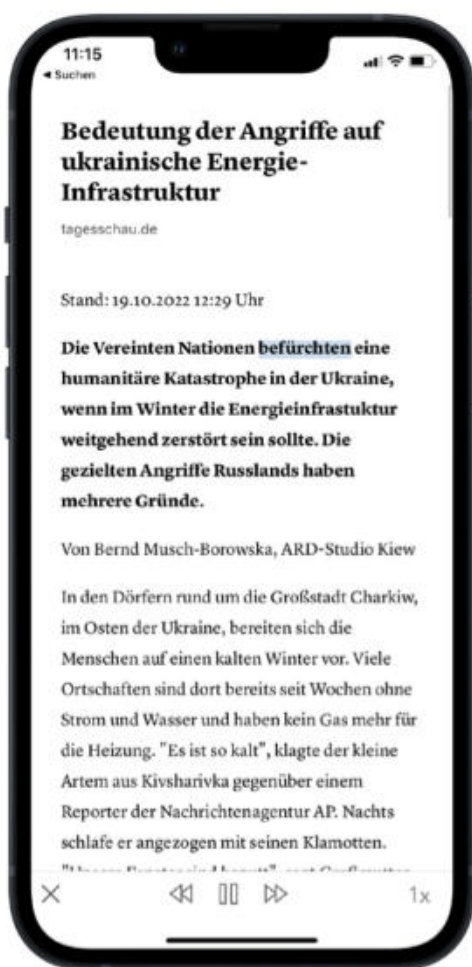 11:15
◀ Suchen
Bedeutung der Angriffe auf
ukrainische Energie-
Infrastruktur
tagesschau.de
Stand: 19.10.2022 12:29 Uhr
Die Vereinten Nationen befürchten eine
humanitäre Katastrophe in der Ukraine,
wenn im Winter die Energieinfrastuktur
weitgehend zerstört sein sollte. Die
gezielten Angriffe Russlands haben
mehrere Gründe.
Von Bernd Musch-Borowska, ARD-Studio Kiew
In den Dörfern rund um die Großstadt Charkiw,
im Osten der Ukraine, bereiten sich die
Menschen auf einen kalten Winter vor. Viele
Ortschaften sind dort bereits seit Wochen ohne
Strom und Wasser und haben kein Gas mehr für
die Heizung. "Es ist so kalt", klagte der kleine
Artem aus Kivsharivka gegenüber einem
Reporter der Nachrichtenagentur AP. Nachts
schlafe er angezogen mit seinen Klamotten.
1x